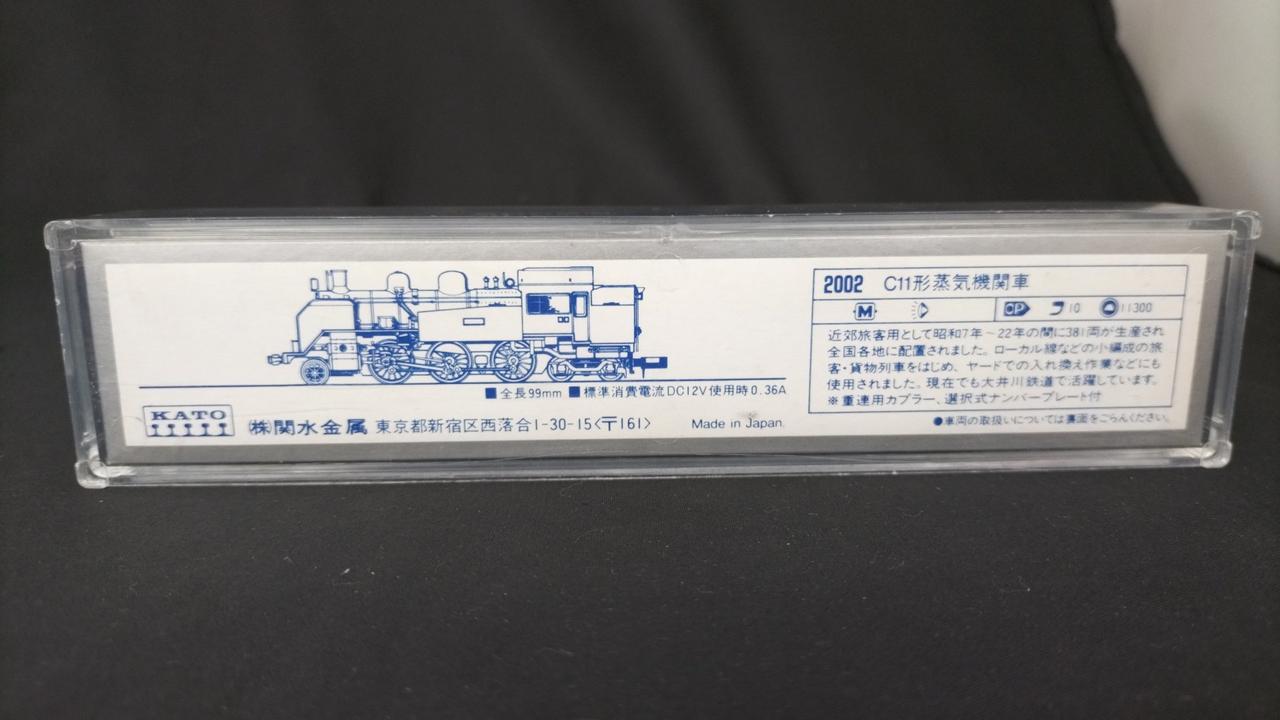 2002 C11形蒸気機関車
M CP 10 11300
近郊旅客用として昭和7年～22年の間に381両が生産され
全国各地に配置されました。ローカル線などの小編成の旅
客・貨物列車をはじめ、ヤードでの入れ換え作業などにも
使用されました。現在でも大井川鉄道で活躍しています。
※重連用カプラー、選択式ナンバープレート付
■全長99mm ■標準消費電流DC12V使用時0.36A
KATO
㈱関水金属 東京都新宿区西落合1-30-15〈〒161〉 Made in Japan.
●車両の取扱いについては裏面をごらんください。